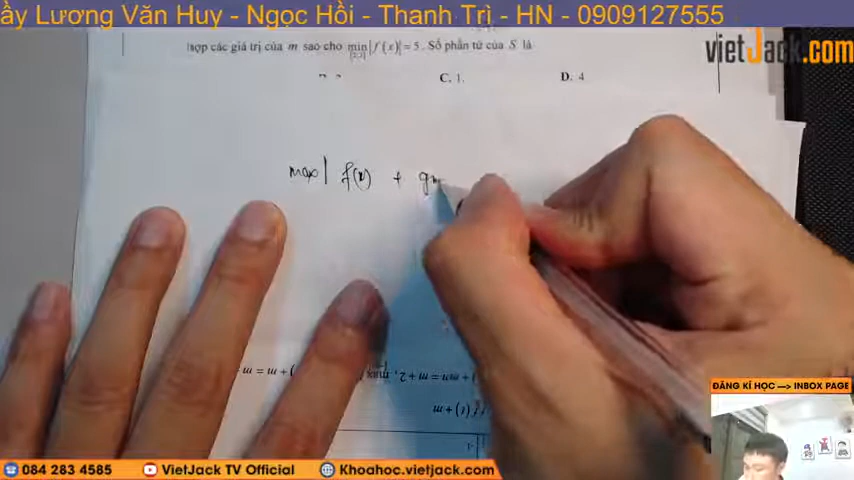 ầy Lương Văn Huy - Ngọc Hồi - Thanh Trì - HN - 0909127555
hợp các giá trị của m sao cho min |f(x)| = 5. Số phần tử của S là
[2;3]
vietJack.com
C. 1.
D. 4
max| f(x) + g
) + m = m
+ m = m + 2,
f(1) + m
ĐĂNG KÍ HỌC —> INBOX PAGE
084 283 4585
VietJack TV Official
Khoahoc.vietjack.com